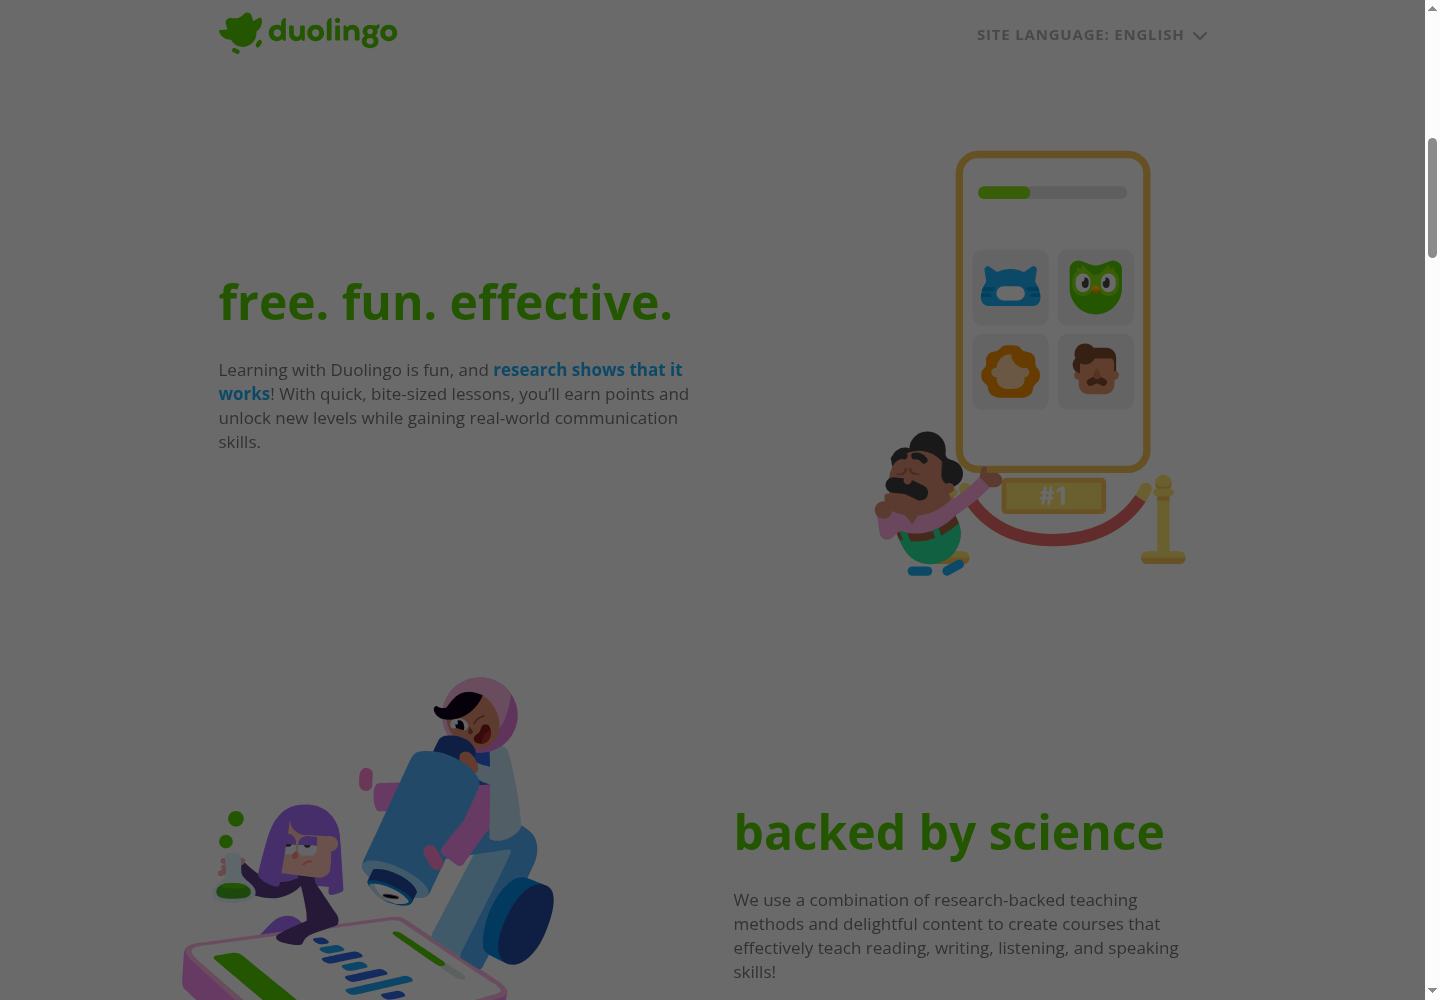 duolingo
SITE LANGUAGE: ENGLISH
free. fun. effective.
Learning with Duolingo is fun, and research shows that it
works! With quick, bite-sized lessons, you’ll earn points and
unlock new levels while gaining real-world communication
skills.
#1
backed by science
We use a combination of research-backed teaching
methods and delightful content to create courses that
effectively teach reading, writing, listening, and speaking
skills!